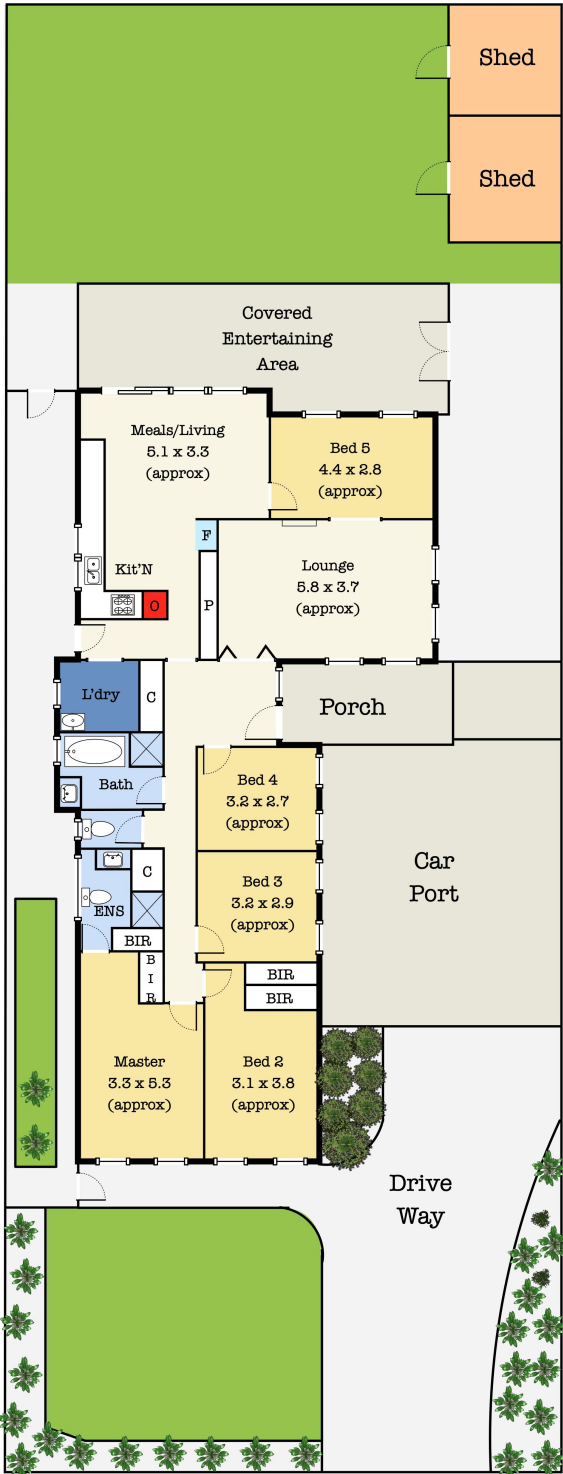 Shed
Shed
Covered
Entertaining
Area
Meals/Living
5.1 x 3.3
(approx)
Bed 5
4.4 x 2.8
(approx)
F
Kit'N
Lounge
5.8 x 3.7
(approx)
O
P
L'dry
C
Porch
Bath
Bed 4
3.2 x 2.7
(approx)
Car
Port
C
Bed 3
3.2 x 2.9
(approx)
ENS
BIR
B
I
R
BIR
BIR
Master
3.3 x 5.3
(approx)
Bed 2
3.1 x 3.8
(approx)
Drive
Way